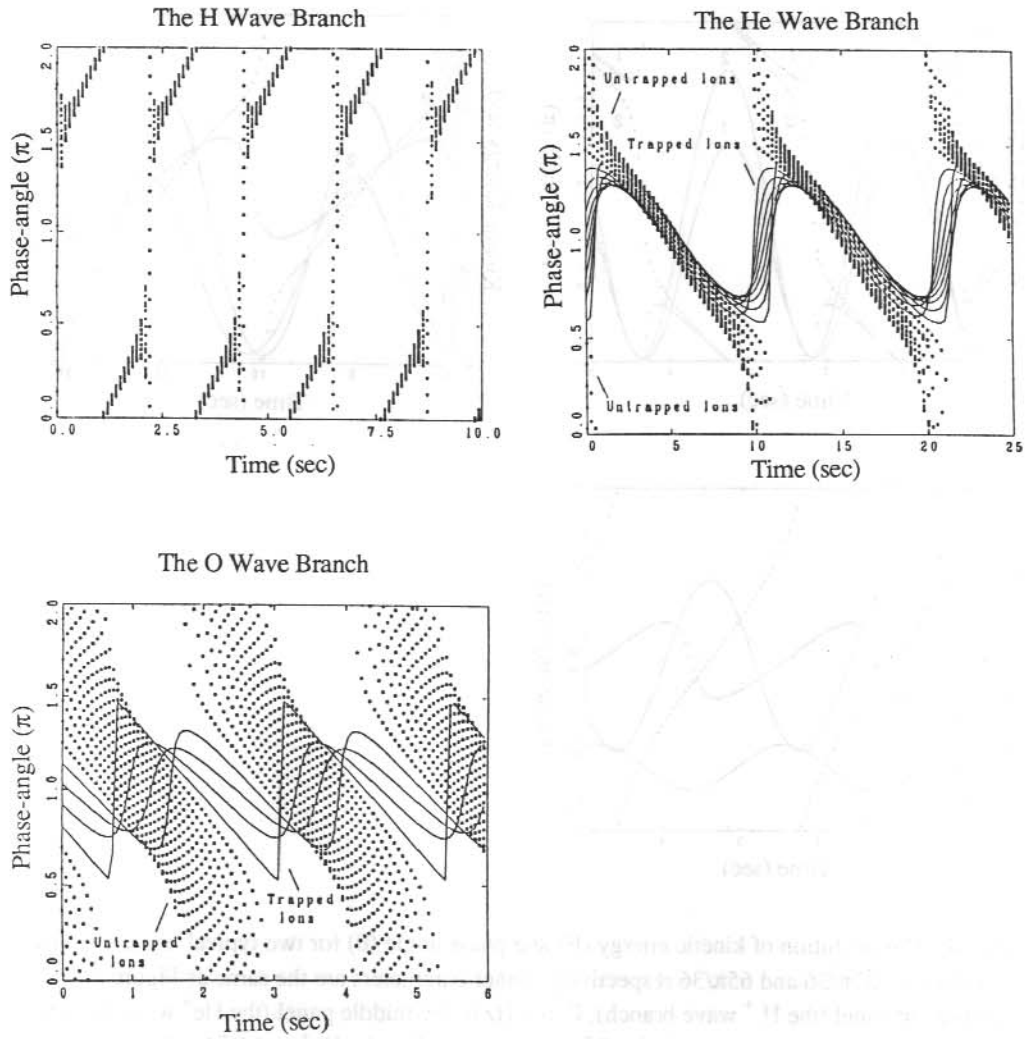 The H Wave Branch
Phase-angle (π)
2.0
1.5
1.0
0.5
0.0
0.0 2.5 5.0 7.5 10.0
Time (sec)
The He Wave Branch
Phase-angle (π)
2.0
1.5
1.0
0.5
0.0
Untrapped Ions
Trapped Ions
Untrapped Ions
0 5 10 15 20 25
Time (sec)
The O Wave Branch
Phase-angle (π)
2.0
1.5
1.0
0.5
0.0
Untrapped
Ions
Trapped
Ions
0 1 2 3 4 5 6
Time (sec)